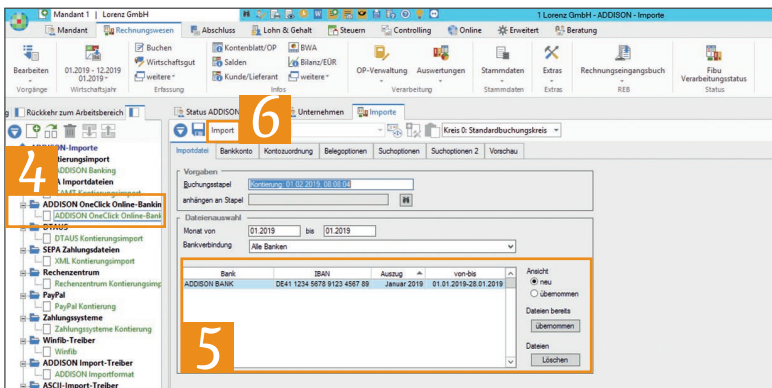 Mandant 1 | Lorenz GmbH
1 Lorenz GmbH - ADDISON - Importe
Mandant Rechnungswesen Abschluss Lohn & Gehalt Steuern Controlling Online Erweitert Beratung
Bearbeiten
01.2019 - 12.2019
01.2019
Buchen
Wirtschaftsgut
weitere
Kontenblatt/OP
Salden
Kunde/Lieferant
BWA
Bilanz/EÜR
weitere
OP-Verwaltung Auswertungen Stammdaten Extras Rechnungseingangsbuch
Fibu
Verarbeitungsstatus
Vorgänge Wirtschaftsjahr Erfassung Infos Verarbeitung Stammdaten Extras REB Status
Rückkehr zum Arbeitsbereich
Status ADDISON Unternehmen Importe
6
Import Kreis 0: Standardbuchungskreis
Importdatei Bankkonto Kontozuordnung Belegoptionen Suchoptionen Suchoptionen 2 Vorschau
4
DISON-Importe
tierungsimport
ADDISON Banking
A Importdateien
CAMT Kontierungsimport
ADDISON OneClick Online-Bankin
ADDISON OneClick Online-Bank
DTAUS
DTAUS Kontierungsimport
SEPA Zahlungsdateien
XML Kontierungsimport
Rechenzentrum
Rechenzentrum Kontierungsimp
PayPal
PayPal Kontierung
Zahlungssysteme
Zahlungssysteme Kontierung
Winfib-Treiber
Winfib
ADDISON Import-Treiber
ADDISON Importformat
ASCII-Import-Treiber
Vorgaben
Buchungsstapel Kontierung: 01.02.2019, 08:08:04
anhängen an Stapel
Dateienauswahl
Monat von 01.2019 bis 01.2019
Bankverbindung Alle Banken
Bank IBAN Auszug von-bis
ADDISON BANK DE41 1234 5678 9123 4567 89 Januar 2019 01.01.2019-28.01.2019
5
Ansicht
neu
übernommen
Dateien bereits
übernommen
Dateien
Löschen